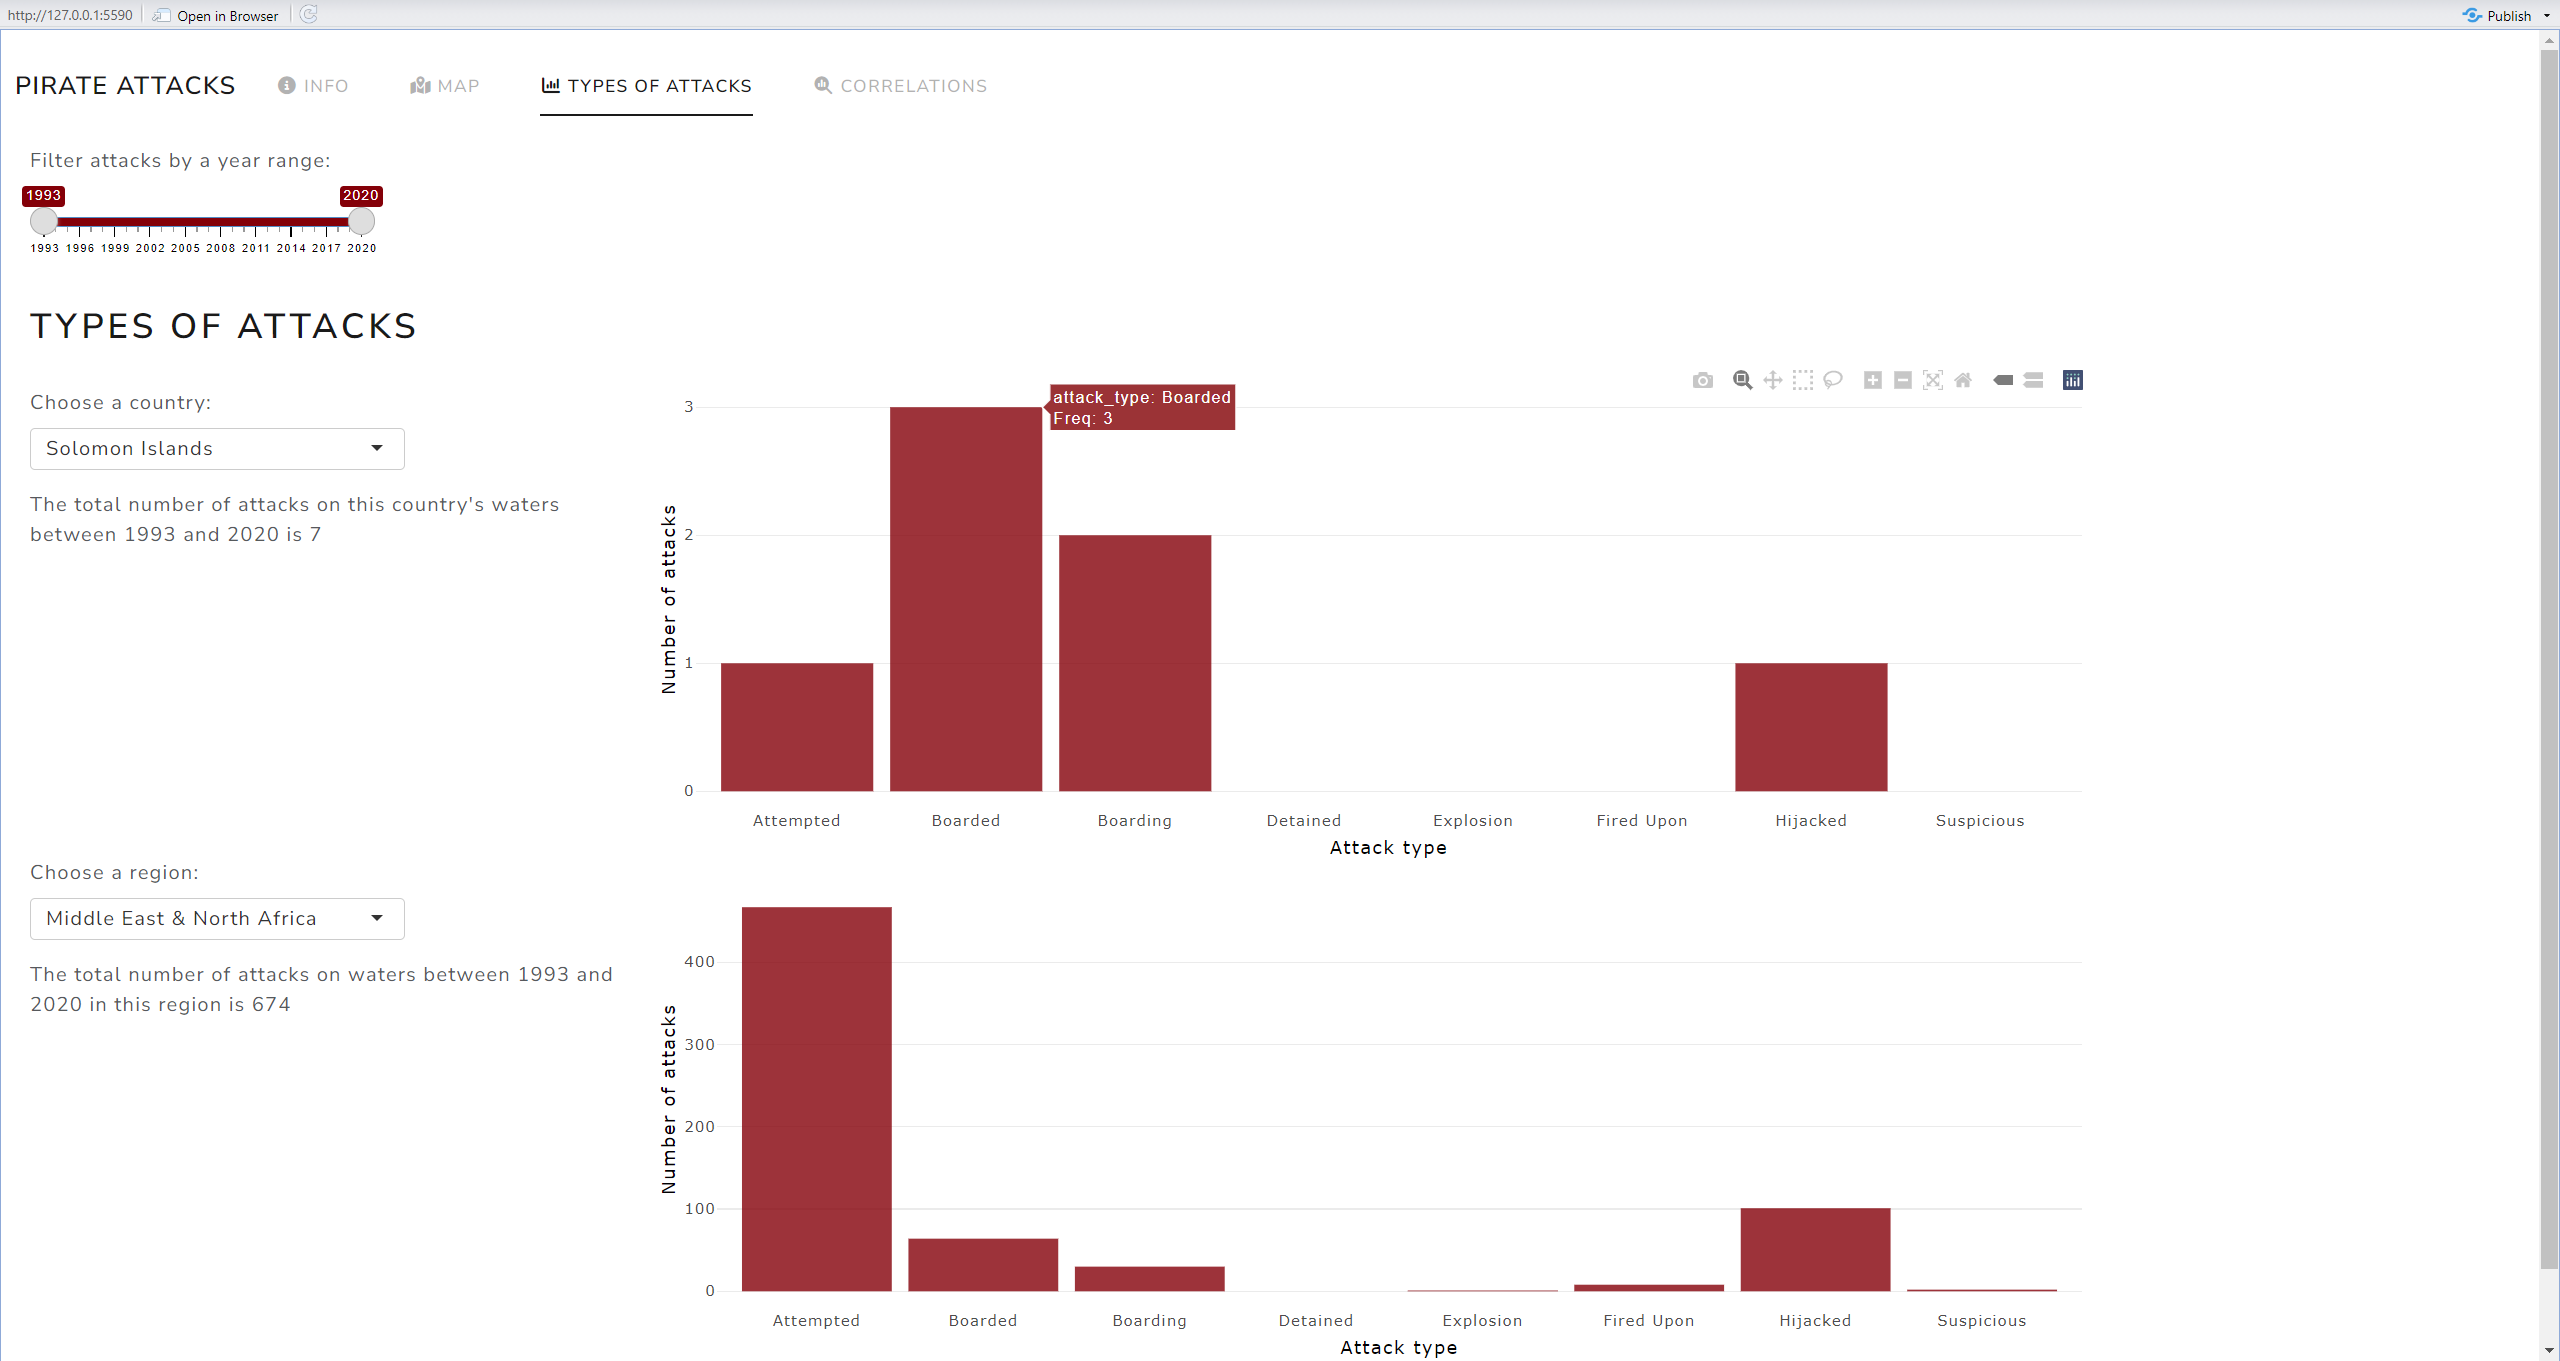 http://127.0.0.1:5590 Open in Browser Publish
PIRATE ATTACKS INFO MAP TYPES OF ATTACKS CORRELATIONS
Filter attacks by a year range:
1993 2020
1993 1996 1999 2002 2005 2008 2011 2014 2017 2020
TYPES OF ATTACKS
Choose a country:
Solomon Islands
The total number of attacks on this country's waters
between 1993 and 2020 is 7
attack_type: Boarded
Freq: 3
Number of attacks
3
2
1
0
Attempted Boarded Boarding Detained Explosion Fired Upon Hijacked Suspicious
Attack type
Choose a region:
Middle East & North Africa
The total number of attacks on waters between 1993 and
2020 in this region is 674
Number of attacks
400
300
200
100
0
Attempted Boarded Boarding Detained Explosion Fired Upon Hijacked Suspicious
Attack type